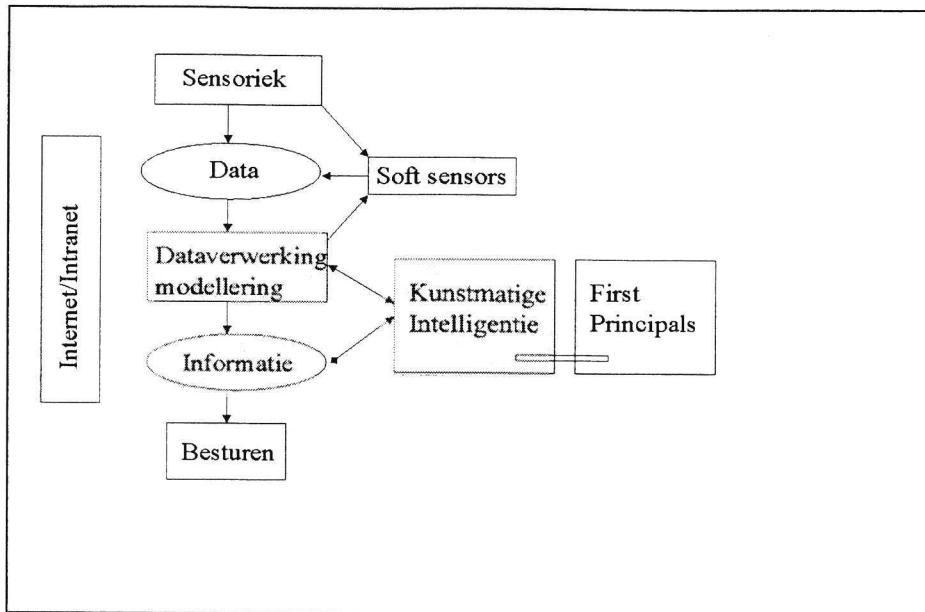 Sensoriek
Data
Soft sensors
Internet/Intranet
Dataverwerking
modellering
Kunstmatige
Intelligentie
First
Principals
Informatie
Besturen